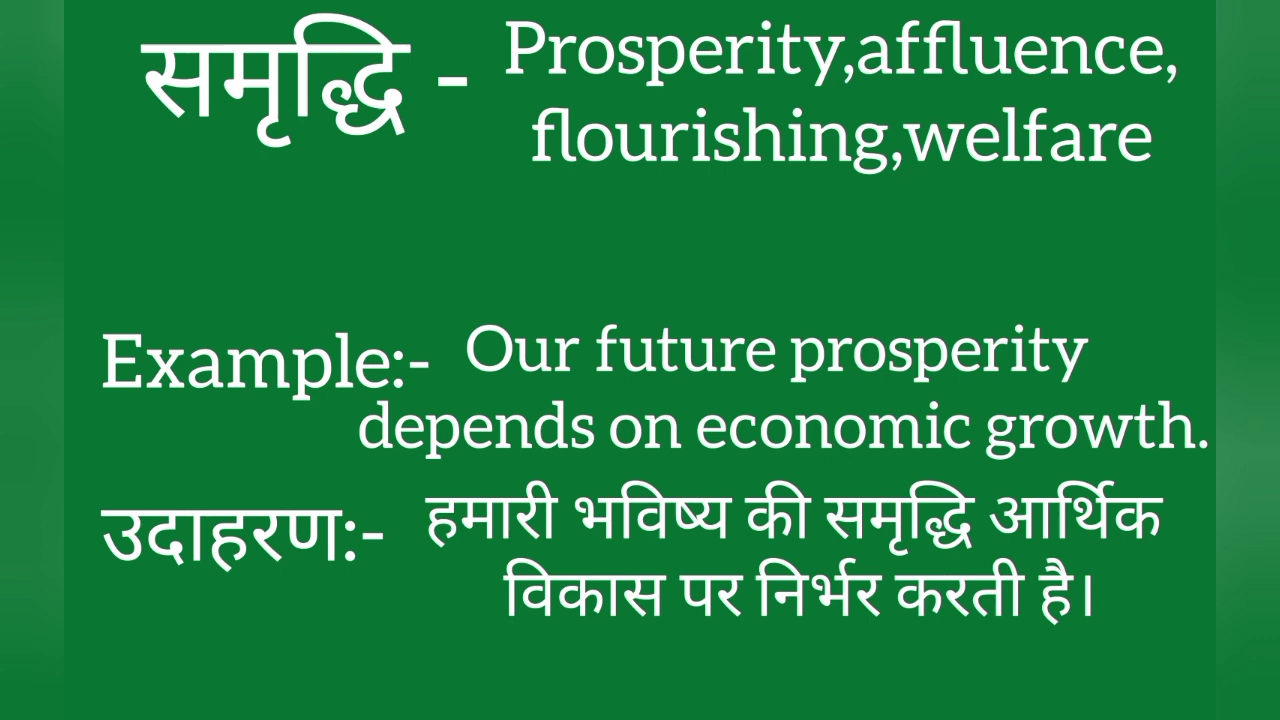 समृद्धि - Prosperity,affluence,
flourishing,welfare
Example:- Our future prosperity
depends on economic growth.
उदाहरण:- हमारी भविष्य की समृद्धि आर्थिक
विकास पर निर्भर करती है।